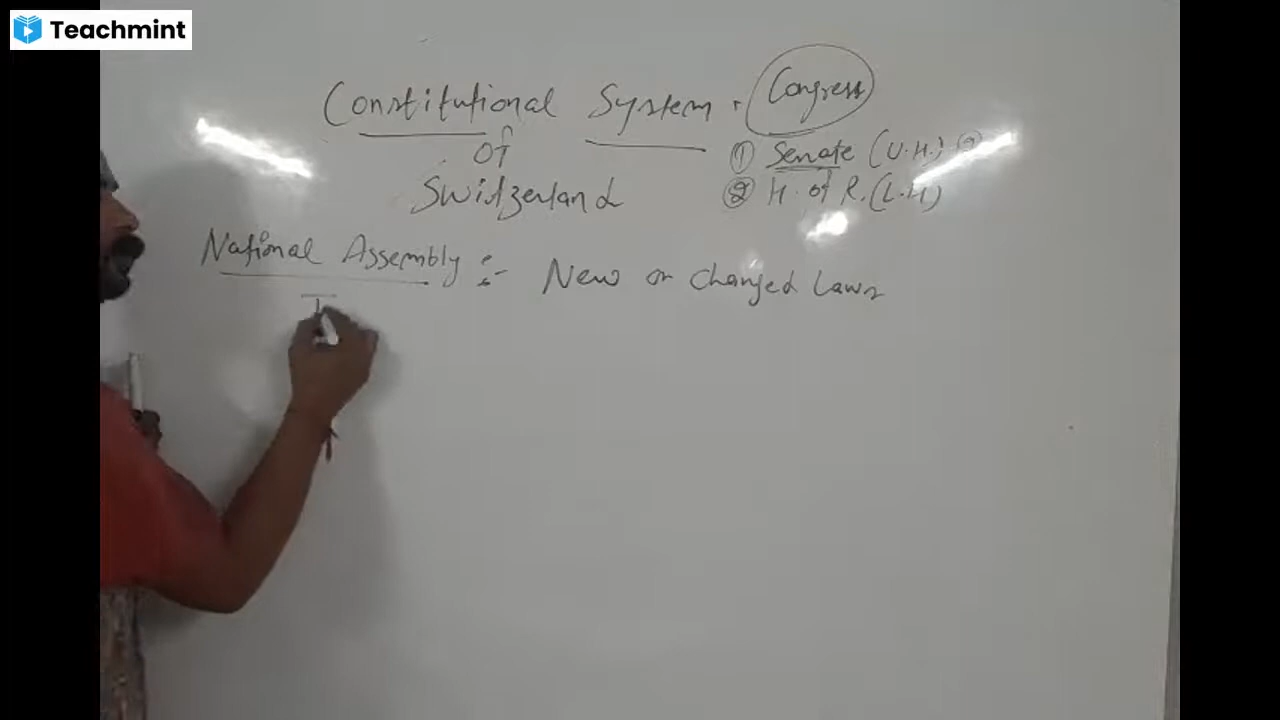 Teachmint
Constitutional System . Congress
of
Switzerland
① Senate (U.H.)
② H. of R. (L.H)
National Assembly :- New or changed Laws